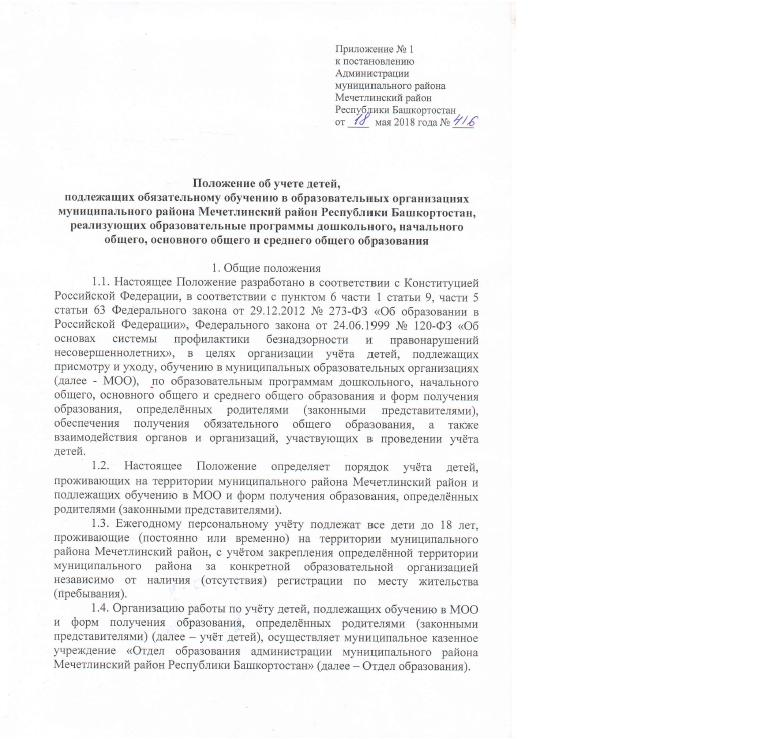 Приложение № 1
к постановлению
Администрации
муниципального района
Мечетлинский район
Республики Башкортостан
от 18 мая 2018 года № 416
Положение об учете детей,
подлежащих обязательному обучению в образовательных организациях
муниципального района Мечетлинский район Республики Башкортостан,
реализующих образовательные программы дошкольного, начального
общего, основного общего и среднего общего образования
1. Общие положения
1.1. Настоящее Положение разработано в соответствии с Конституцией
Российской Федерации, в соответствии с пунктом 6 части 1 статьи 9, части 5
статьи 63 Федерального закона от 29.12.2012 № 273-ФЗ «Об образовании в
Российской Федерации», Федерального закона от 24.06.1999 № 120-ФЗ «Об
основах системы профилактики безнадзорности и правонарушений
несовершеннолетних», в целях организации учёта детей, подлежащих
присмотру и уходу, обучению в муниципальных образовательных организациях
(далее - МОО), по образовательным программам дошкольного, начального
общего, основного общего и среднего общего образования и форм получения
образования, определённых родителями (законными представителями),
обеспечения получения обязательного общего образования, а также
взаимодействия органов и организаций, участвующих в проведении учёта
детей.
1.2. Настоящее Положение определяет порядок учёта детей,
проживающих на территории муниципального района Мечетлинский район и
подлежащих обучению в МОО и форм получения образования, определённых
родителями (законными представителями).
1.3. Ежегодному персональному учёту подлежат все дети до 18 лет,
проживающие (постоянно или временно) на территории муниципального
района Мечетлинский район, с учётом закрепления определённой территории
муниципального района за конкретной образовательной организацией
независимо от наличия (отсутствия) регистрации по месту жительства
(пребывания).
1.4. Организацию работы по учёту детей, подлежащих обучению в МОО
и форм получения образования, определённых родителями (законными
представителями) (далее – учёт детей), осуществляет муниципальное казенное
учреждение «Отдел образования администрации муниципального района
Мечетлинский район Республики Башкортостан» (далее – Отдел образования).